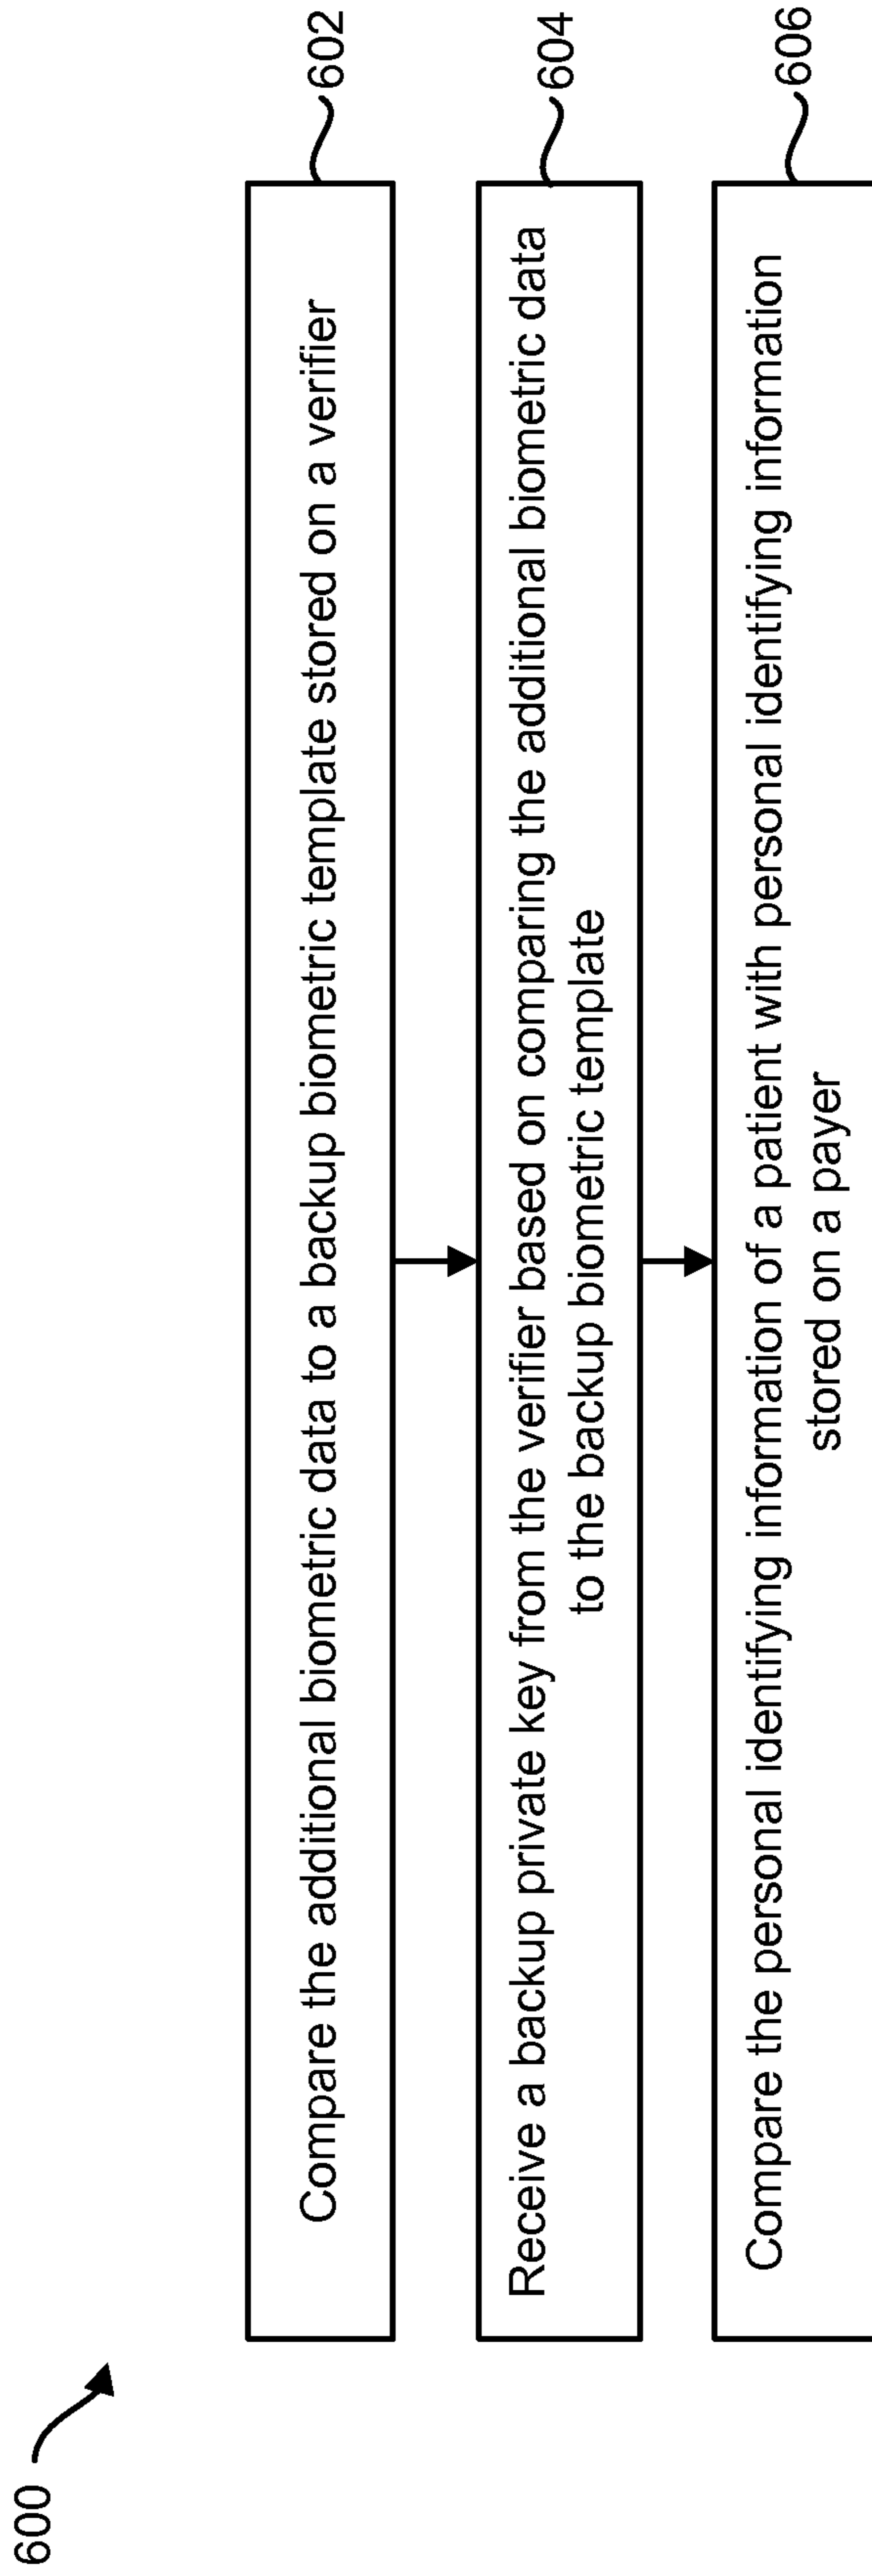 600
Compare the additional biometric data to a backup biometric template stored on a verifier
602
Receive a backup private key from the verifier based on comparing the additional biometric data
to the backup biometric template
604
Compare the personal identifying information of a patient with personal identifying information
stored on a payer
606